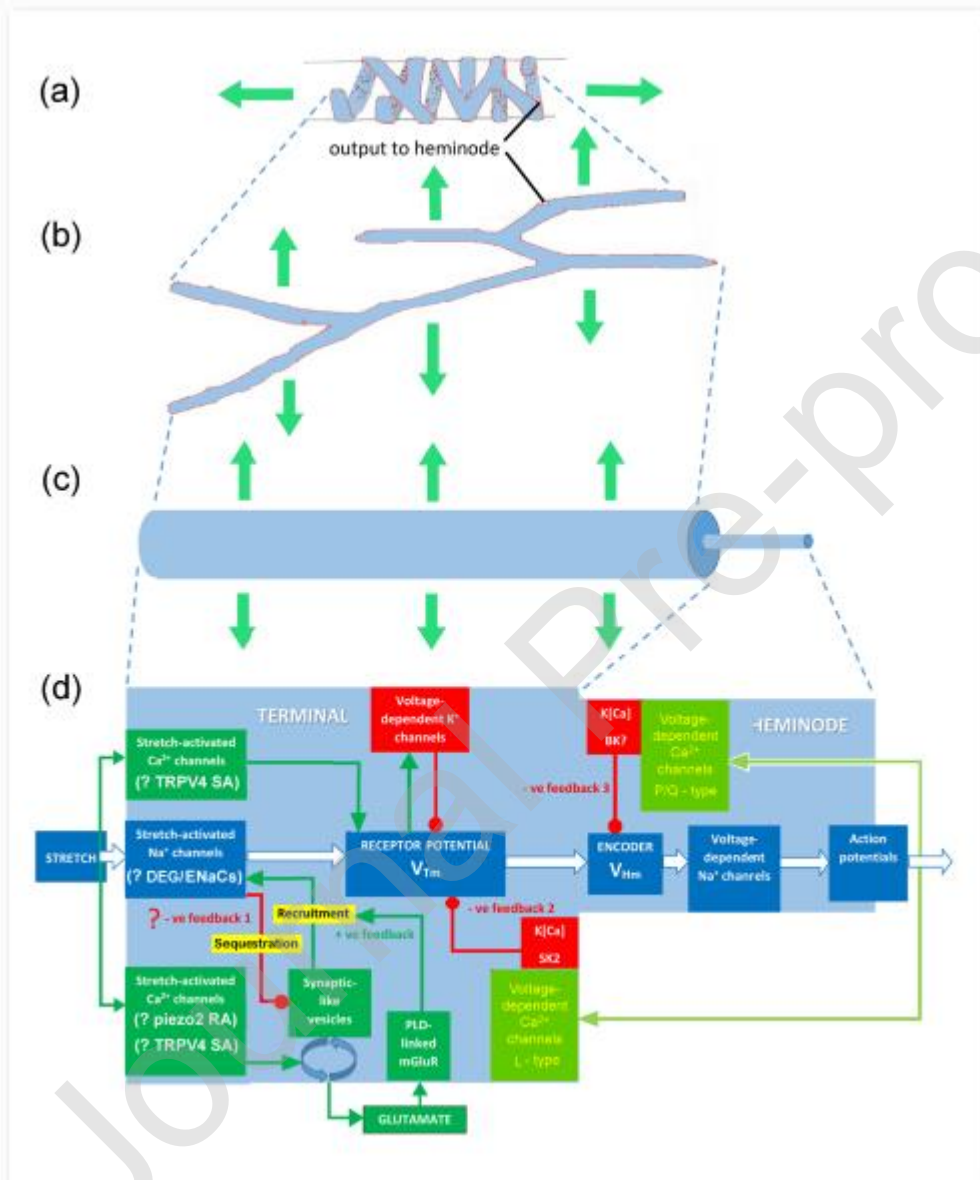 (a)
output to heminode
(b)
(c)
(d)
TERMINAL
Voltage-
dependent K⁺
channels
K[Ca]
BK?
Voltage-
dependent
Ca²⁺
channels
P/Q - type
HEMINODE
Stretch-activated
Ca²⁺ channels
(? TRPV4 SA)
- ve feedback 3
STRETCH
Stretch-activated
Na⁺ channels
(? DEG/ENaCs)
RECEPTOR POTENTIAL
V_Tm
ENCODER
V_Hm
Voltage-
dependent
Na⁺ channels
Action
potentials
? - ve feedback 1
Recruitment
+ ve feedback
Sequestration
- ve feedback 2
K[Ca]
SK2
Stretch-activated
Ca²⁺ channels
(? piezo2 RA)
(? TRPV4 SA)
Synaptic-
like
vesicles
PLD-
linked
mGluR
Voltage-
dependent
Ca²⁺
channels
L - type
GLUTAMATE
Journal Pre-pro